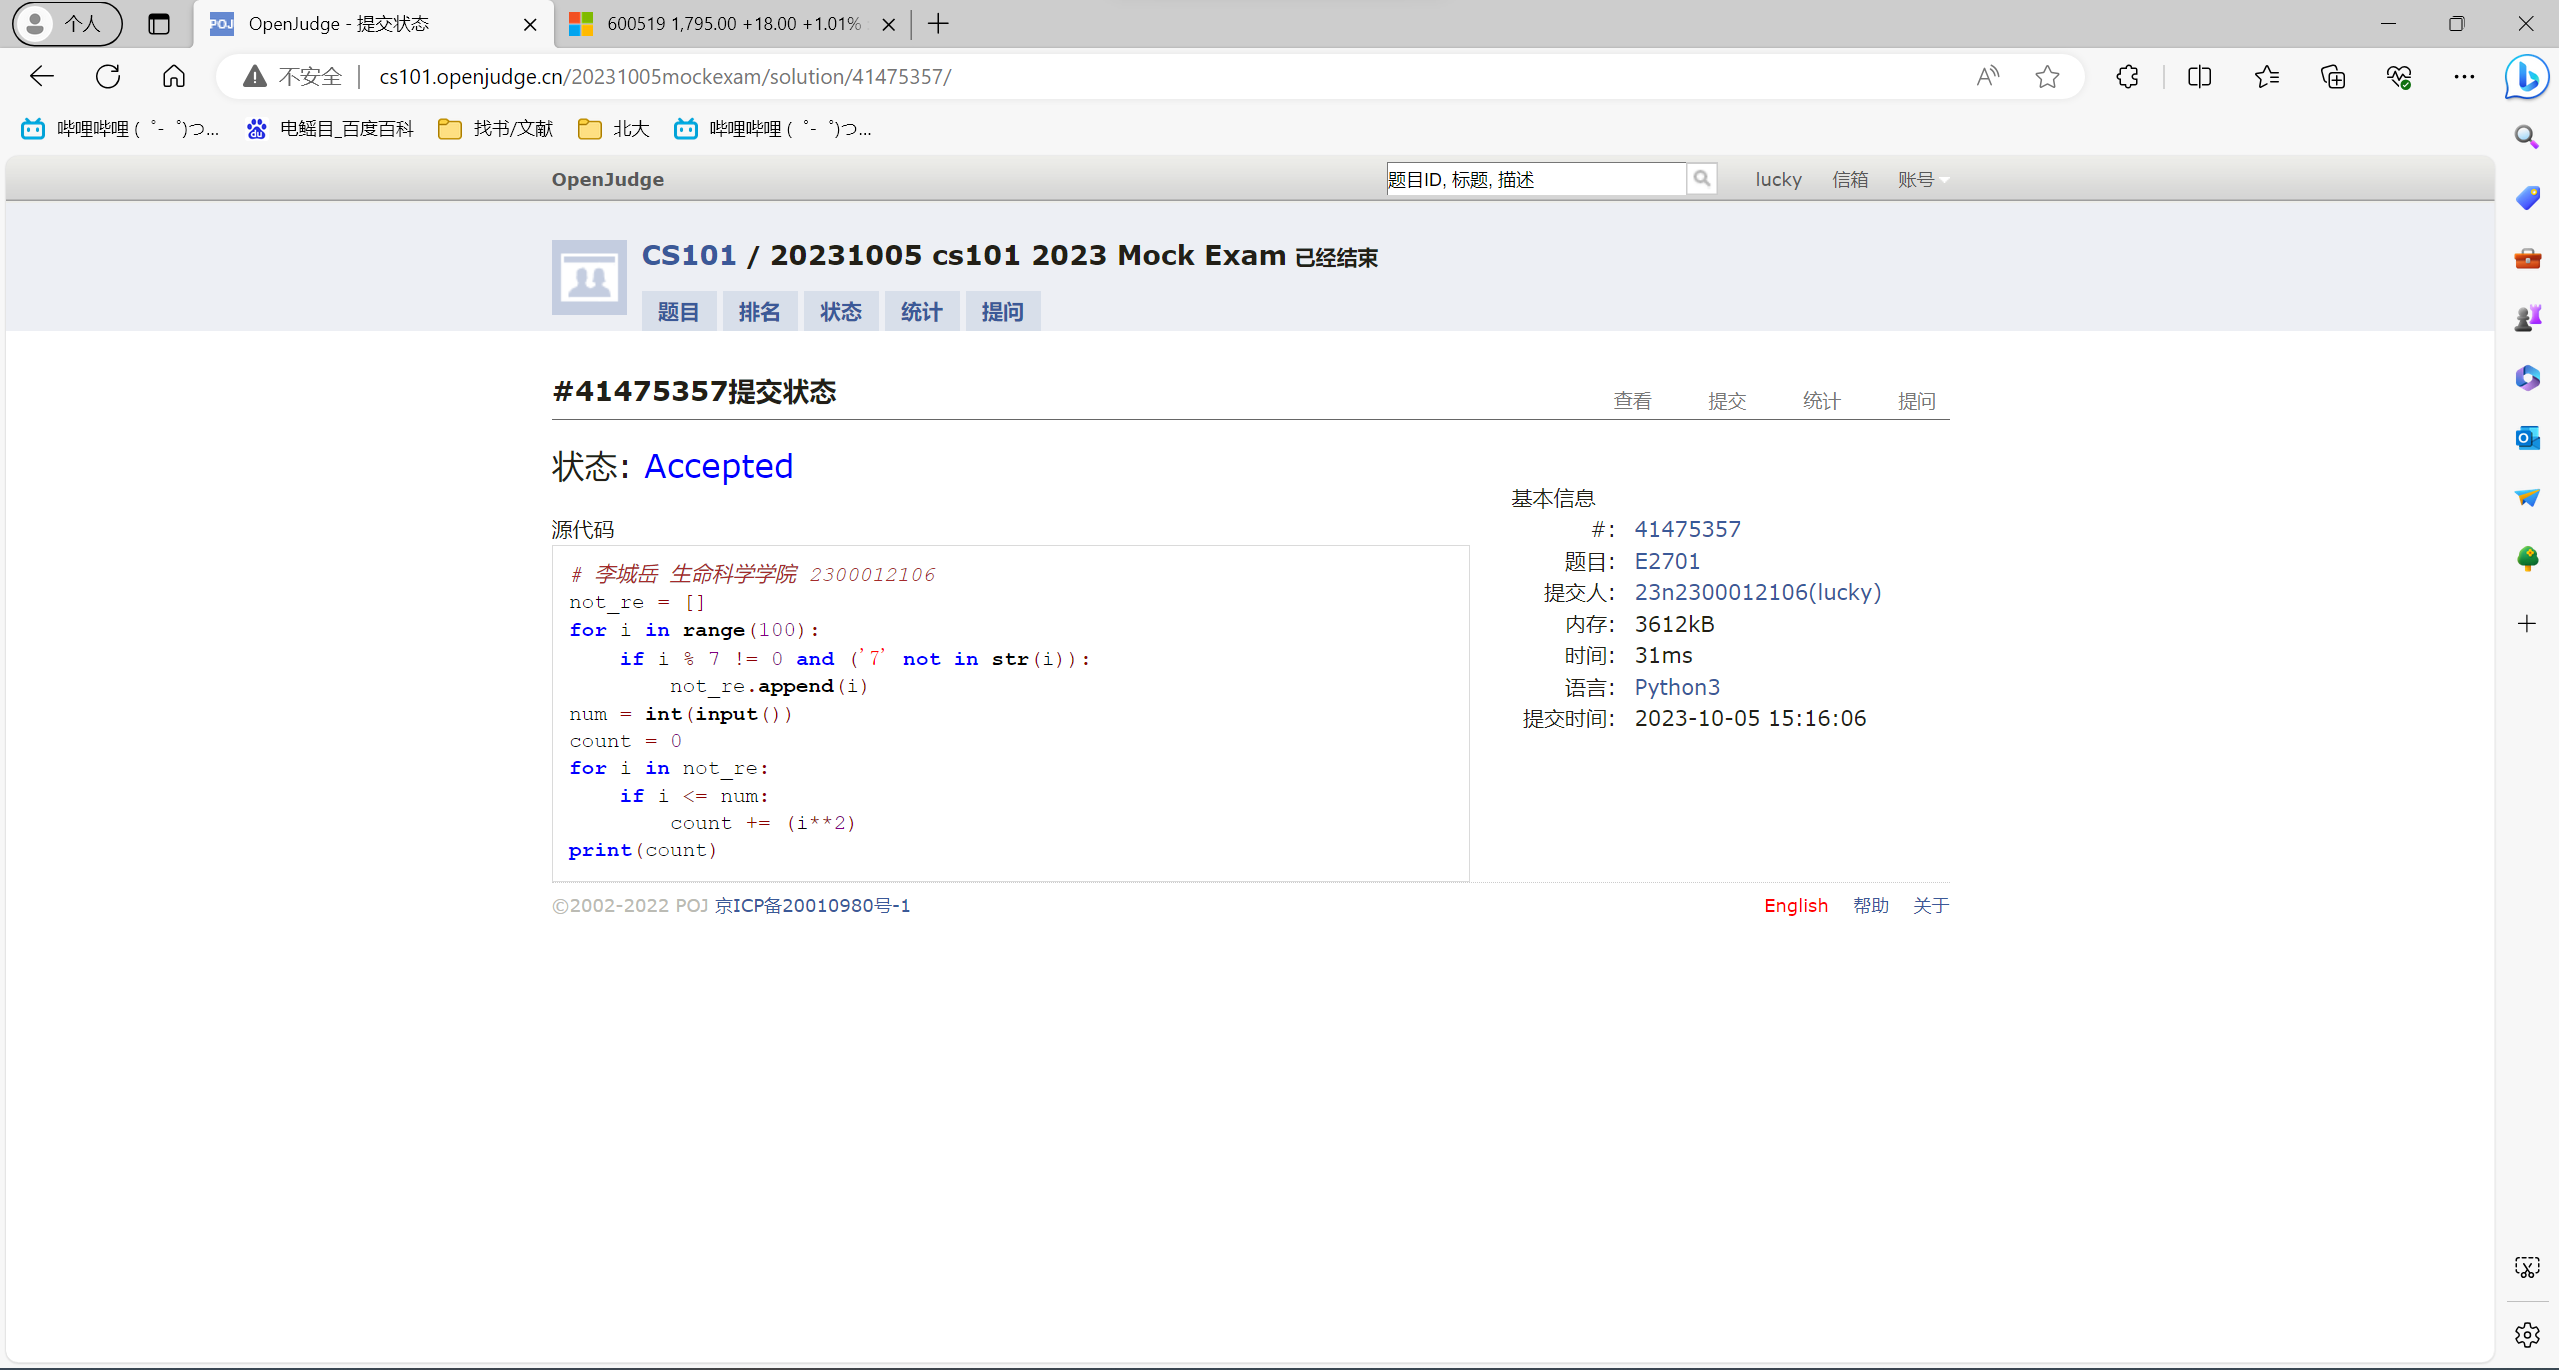 个人
OpenJudge - 提交状态
600519 1,795.00 +18.00 +1.01%
不安全
cs101.openjudge.cn/20231005mockexam/solution/41475357/
哔哩哔哩 (゜-゜)つ...
电鳐目_百度百科
找书/文献
北大
哔哩哔哩 (゜-゜)つ...
OpenJudge
题目ID, 标题, 描述
lucky 信箱 账号
CS101 / 20231005 cs101 2023 Mock Exam 已经结束
题目 排名 状态 统计 提问
#41475357提交状态
查看 提交 统计 提问
状态: Accepted
源代码
# 李城岳 生命科学学院 2300012106
not_re = []
for i in range(100):
    if i % 7 != 0 and ('7' not in str(i)):
        not_re.append(i)
num = int(input())
count = 0
for i in not_re:
    if i <= num:
        count += (i**2)
print(count)
基本信息
#: 41475357
题目: E2701
提交人: 23n2300012106(lucky)
内存: 3612kB
时间: 31ms
语言: Python3
提交时间: 2023-10-05 15:16:06
©2002-2022 POJ 京ICP备20010980号-1
English 帮助 关于